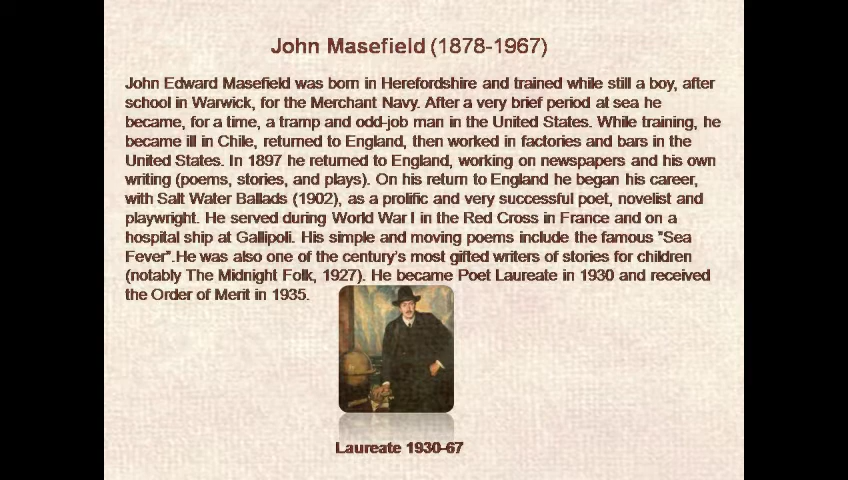 John Masefield (1878-1967)
John Edward Masefield was born in Herefordshire and trained while still a boy, after
school in Warwick, for the Merchant Navy. After a very brief period at sea he
became, for a time, a tramp and odd-job man in the United States. While training, he
became ill in Chile, returned to England, then worked in factories and bars in the
United States. In 1897 he returned to England, working on newspapers and his own
writing (poems, stories, and plays). On his return to England he began his career,
with Salt Water Ballads (1902), as a prolific and very successful poet, novelist and
playwright. He served during World War I in the Red Cross in France and on a
hospital ship at Gallipoli. His simple and moving poems include the famous "Sea
Fever".He was also one of the century's most gifted writers of stories for children
(notably The Midnight Folk, 1927). He became Poet Laureate in 1930 and received
the Order of Merit in 1935.
Laureate 1930-67